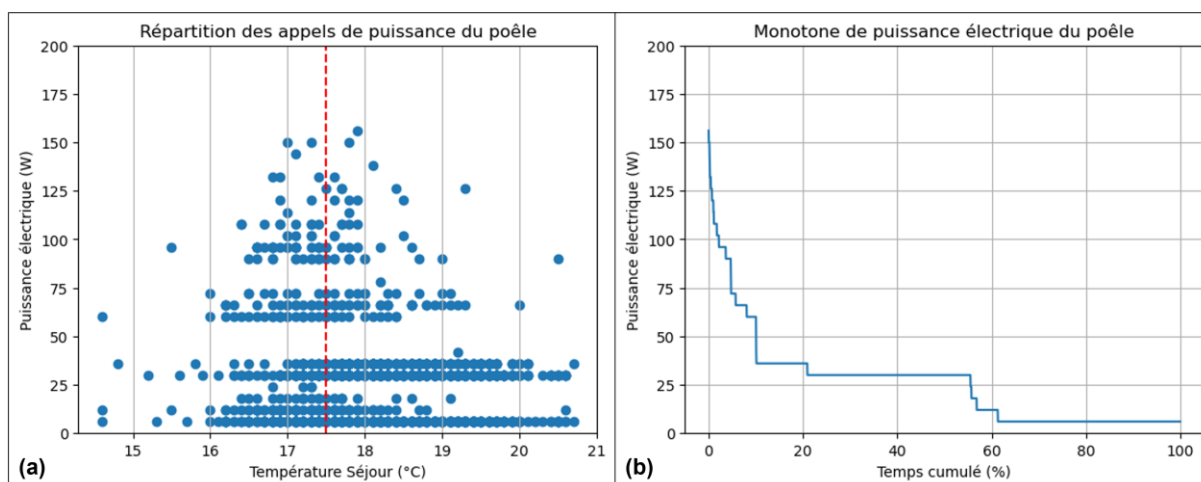 Répartition des appels de puissance du poêle
Puissance électrique (W)
200
175
150
125
100
75
50
25
0
15 16 17 18 19 20 21
Température Séjour (°C)
(a)
Monotone de puissance électrique du poêle
Puissance électrique (W)
200
175
150
125
100
75
50
25
0
0 20 40 60 80 100
Temps cumulé (%)
(b)